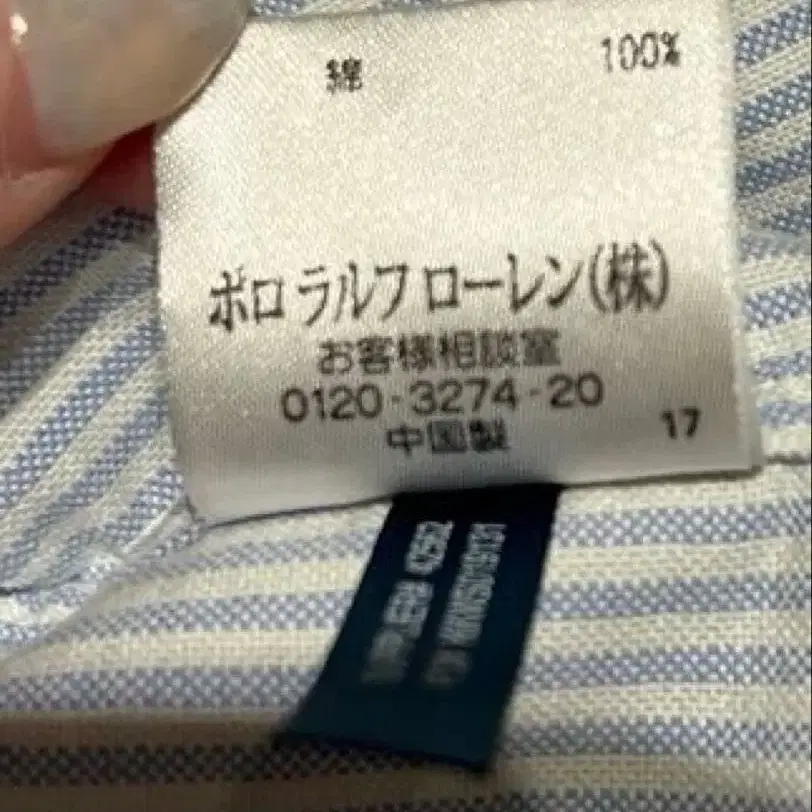 綿 100%
ポロ ラルフ ローレン(株)
お客様相談室
0120-3274-20
中国製 17